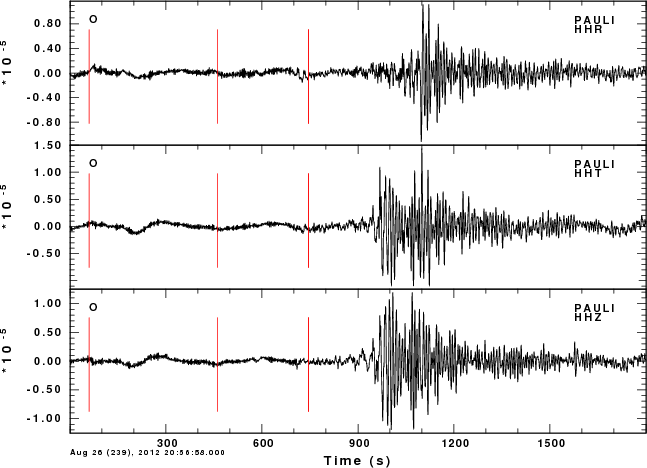 O
PAULI
HHR
0.80
0.40
0.00
-0.40
-0.80
*10 -5
1.50
O
PAULI
HHT
1.00
0.50
0.00
-0.50
*10 -5
O
PAULI
HHZ
1.00
0.50
0.00
-0.50
-1.00
*10 -5
300 600 900 1200 1500
Aug 26 (239), 2012 20:56:58.000
Time (s)